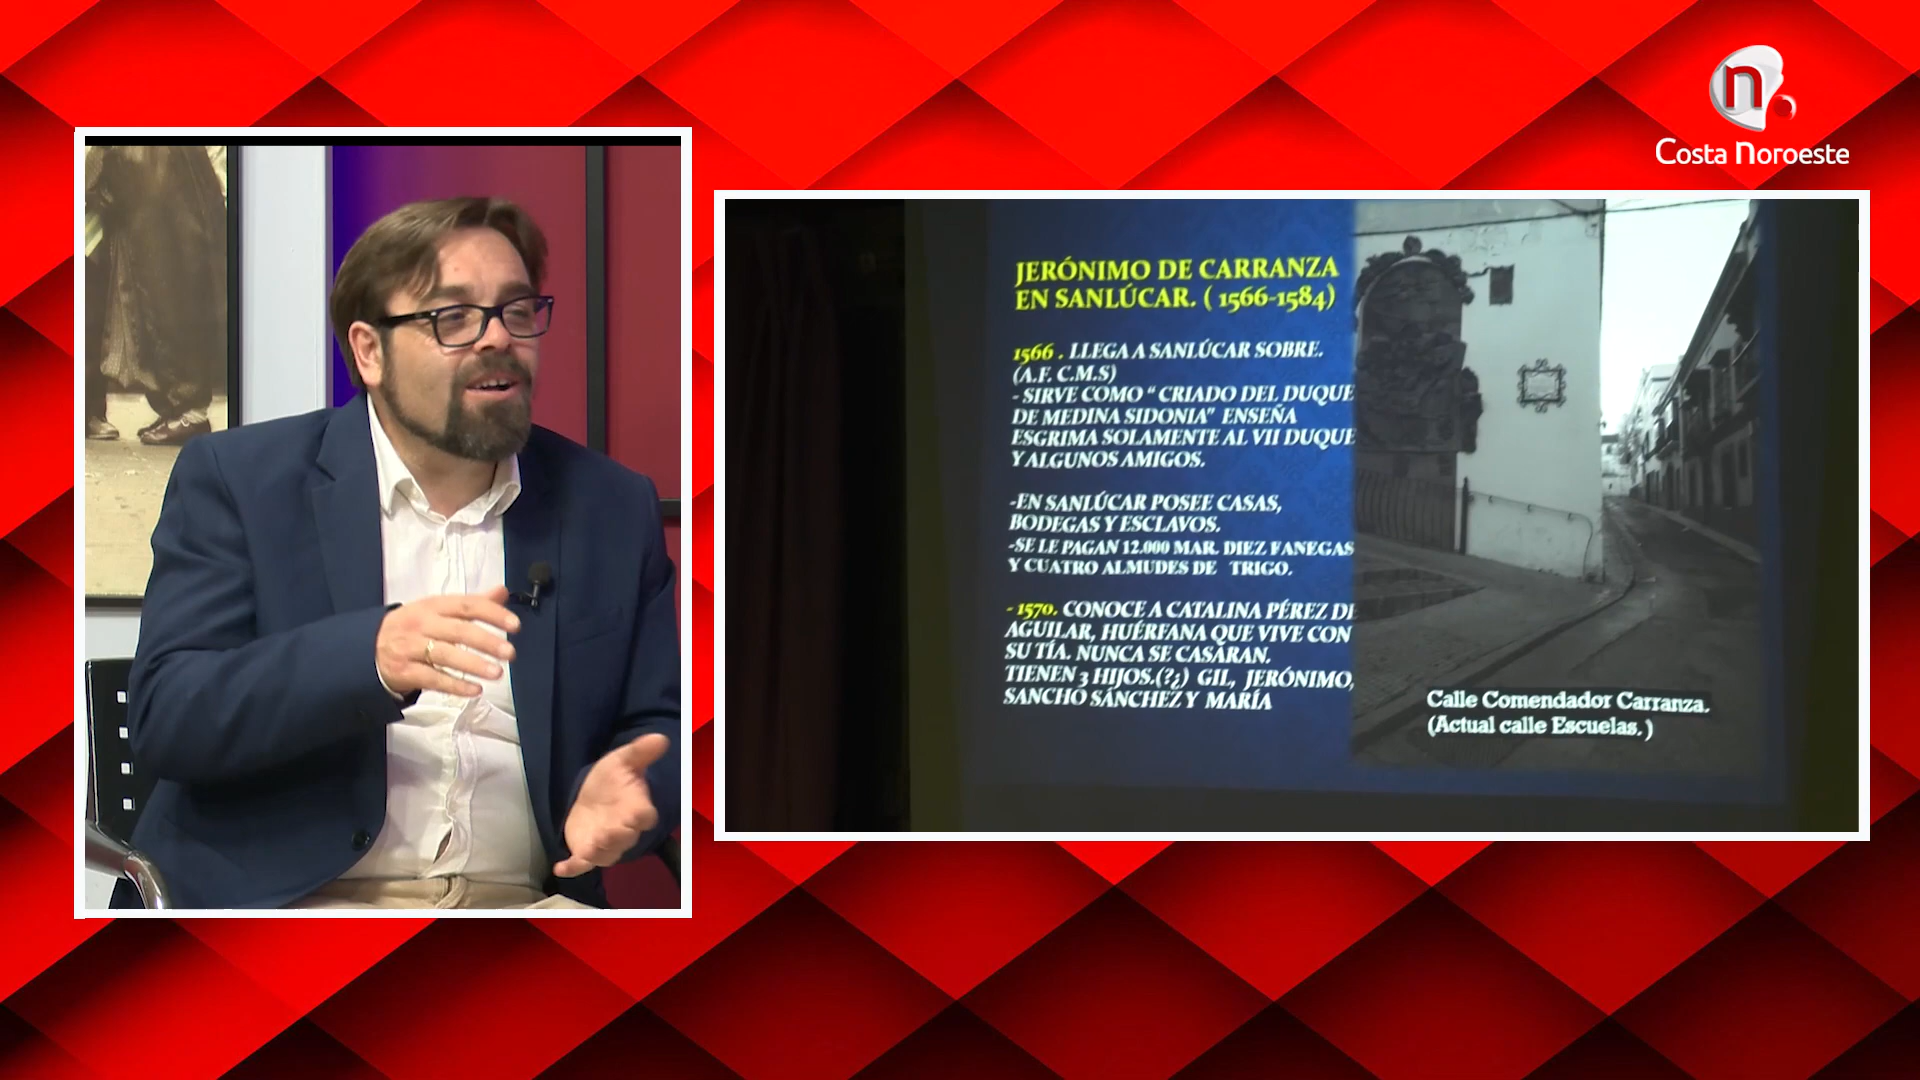 n.
Costa Noroeste
JERÓNIMO DE CARRANZA
EN SANLÚCAR. ( 1566-1584)
1566 . LLEGA A SANLÚCAR SOBRE.
(A.F. C.M.S)
- SIRVE COMO “ CRIADO DEL DUQUE
DE MEDINA SIDONIA” ENSEÑA
ESGRIMA SOLAMENTE AL VII DUQUE
Y ALGUNOS AMIGOS.
-EN SANLÚCAR POSEE CASAS,
BODEGAS Y ESCLAVOS.
-SE LE PAGAN 12.000 MAR. DIEZ FANEGAS
Y CUATRO ALMUDES DE TRIGO.
- 1570. CONOCE A CATALINA PÉREZ DE
AGUILAR, HUÉRFANA QUE VIVE CON
SU TÍA. NUNCA SE CASARAN.
TIENEN 3 HIJOS.(?¿) GIL, JERÓNIMO,
SANCHO SÁNCHEZ Y MARÍA
Calle Comendador Carranza.
(Actual calle Escuelas.)